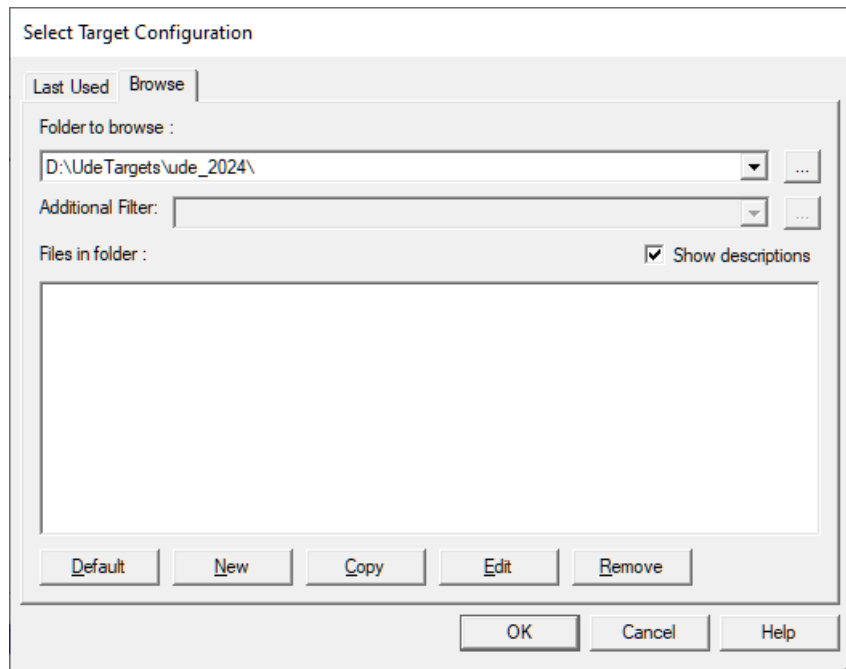 Select Target Configuration
Last Used Browse
Folder to browse :
D:\UdeTargets\ude_2024\ ...
Additional Filter: ...
Files in folder : Show descriptions
Default New Copy Edit Remove
OK Cancel Help